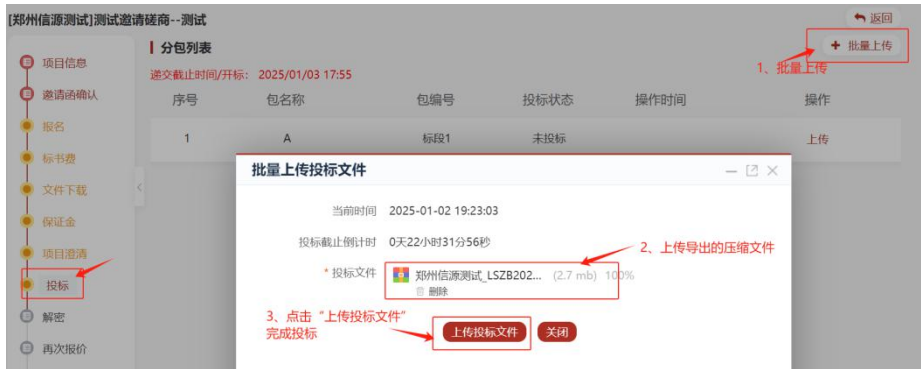 [郑州信源测试]测试邀请磋商--测试
返回
项目信息
邀请函确认
报名
标书费
文件下载
保证金
项目澄清
投标
解密
再次报价
分包列表
批量上传
1、批量上传
递交截止时间/开标： 2025/01/03 17:55
序号 包名称 包编号 投标状态 操作时间 操作
1 A 标段1 未投标 上传
批量上传投标文件
当前时间 2025-01-02 19:23:03
投标截止倒计时 0天22小时31分56秒
2、上传导出的压缩文件
* 投标文件 郑州信源测试_LSZB202... (2.7 mb) 100%
删除
3、点击“上传投标文件”
完成投标
上传投标文件 关闭